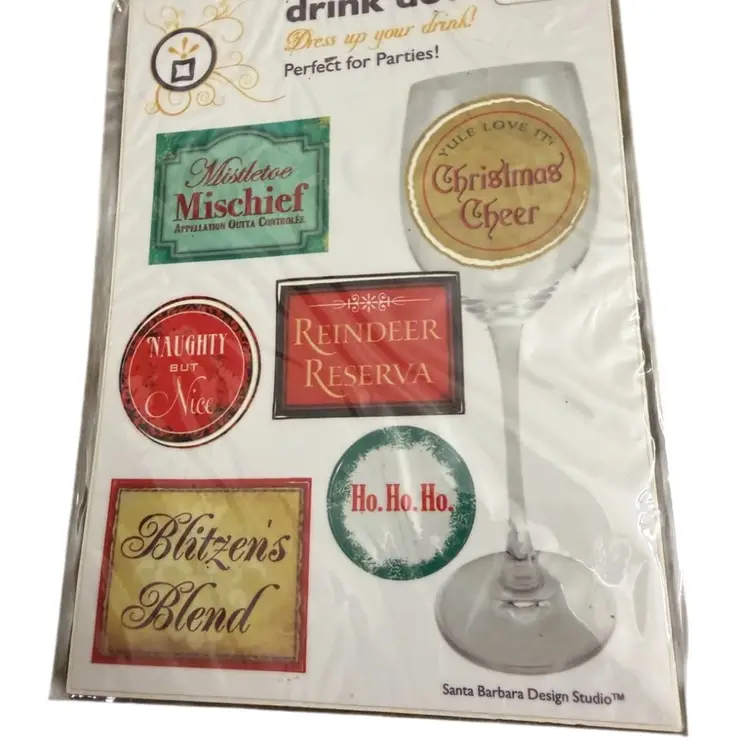 drink
Dress up your drink!
Perfect for Parties!
Mistletoe
Mischief
APPELLATION OUTTA CONTROLÉE
YULE LOVE IT!
Christmas
Cheer
NAUGHTY
BUT
Nice
REINDEER
RESERVA
Ho. Ho. Ho.
Blitzen's
Blend
Santa Barbara Design Studio™